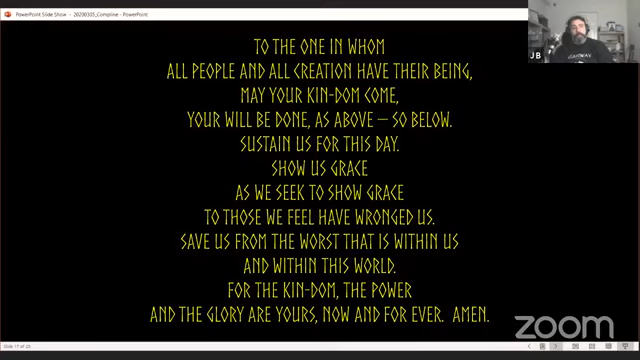 PowerPoint Slide Show - 20200305_Compline - PowerPoint
JB
TO THE ONE IN WHOM
ALL PEOPLE AND ALL CREATION HAVE THEIR BEING,
MAY YOUR KIN-DOM COME,
YOUR WILL BE DONE, AS ABOVE – SO BELOW.
SUSTAIN US FOR THIS DAY.
SHOW US GRACE
AS WE SEEK TO SHOW GRACE
TO THOSE WE FEEL HAVE WRONGED US.
SAVE US FROM THE WORST THAT IS WITHIN US
AND WITHIN THIS WORLD.
FOR THE KIN-DOM, THE POWER
AND THE GLORY ARE YOURS, NOW AND FOR EVER. AMEN.
zoom